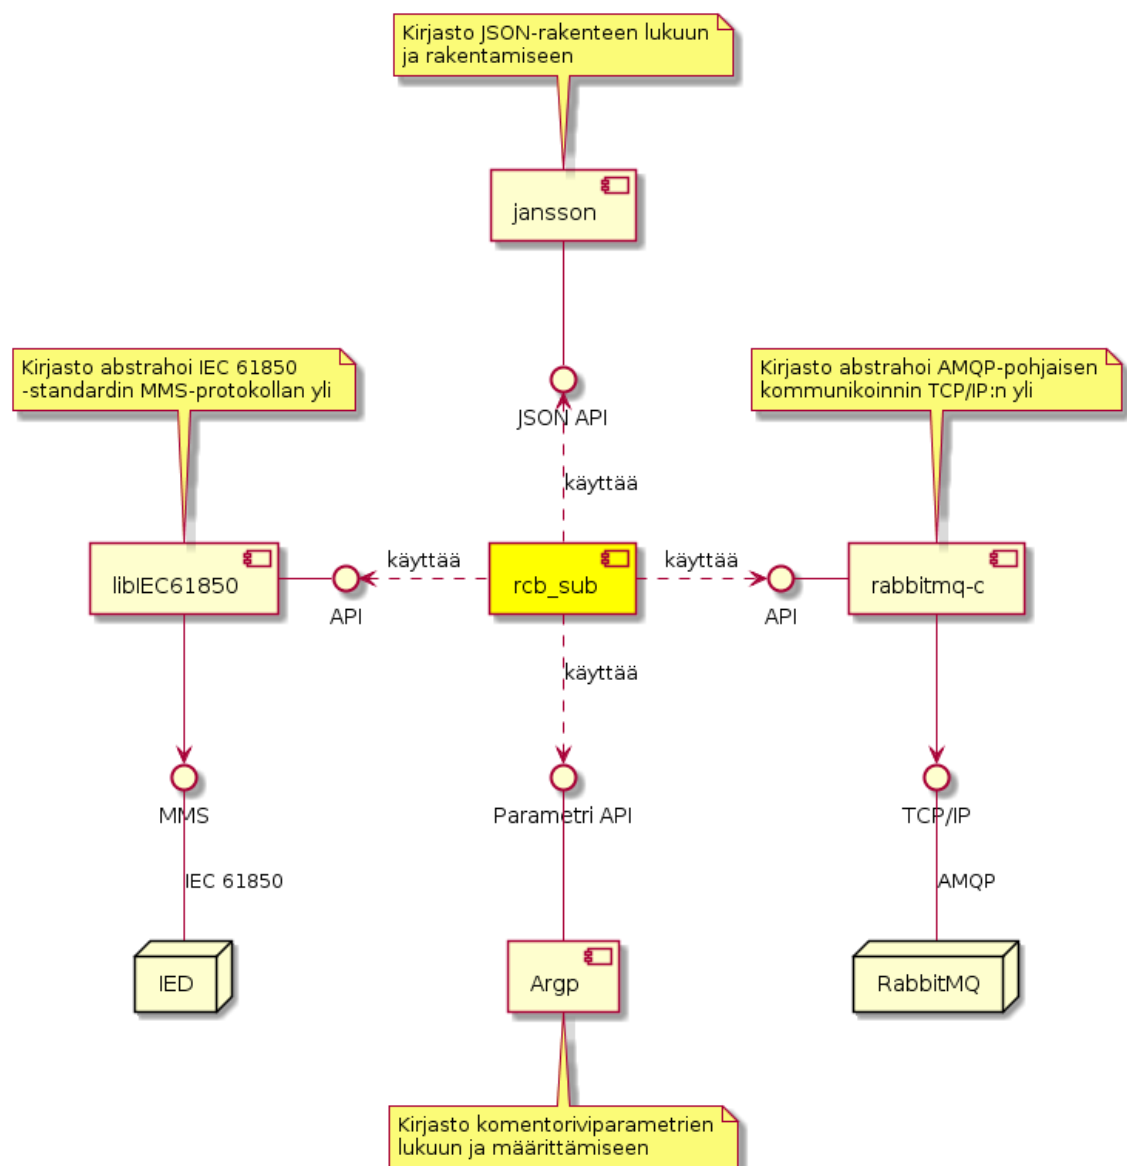 Kirjasto JSON-rakenteen lukuun
ja rakentamiseen
jansson
JSON API
Kirjasto abstrahoi IEC 61850
-standardin MMS-protokollan yli
Kirjasto abstrahoi AMQP-pohjaisen
kommunikoinnin TCP/IP:n yli
käyttää
libIEC61850
API
käyttää
rcb_sub
käyttää
API
rabbitmq-c
käyttää
MMS
Parametri API
TCP/IP
IEC 61850
AMQP
IED
Argp
RabbitMQ
Kirjasto komentoriviparametrien
lukuun ja määrittämiseen